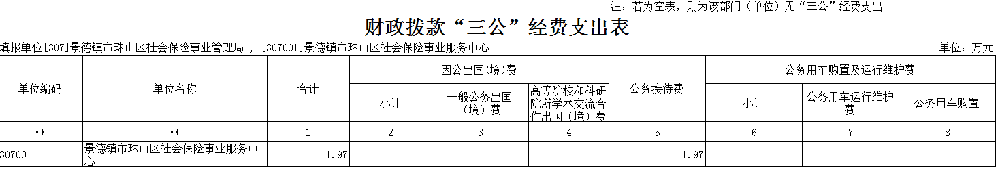 注：若为空表，则为该部门（单位）无“三公”经费支出
财政拨款“三公”经费支出表
填报单位[307]景德镇市珠山区社会保险事业管理局 , [307001]景德镇市珠山区社会保险事业服务中心 单位：万元
单位编码 单位名称 合计 因公出国(境)费 公务接待费 公务用车购置及运行维护费
小计 一般公务出国（境）费 高等院校和科研院所学术交流合作出国（境）费 小计 公务用车运行维护费 公务用车购置
** ** 1 2 3 4 5 6 7 8
307001 景德镇市珠山区社会保险事业服务中心 1.97 1.97